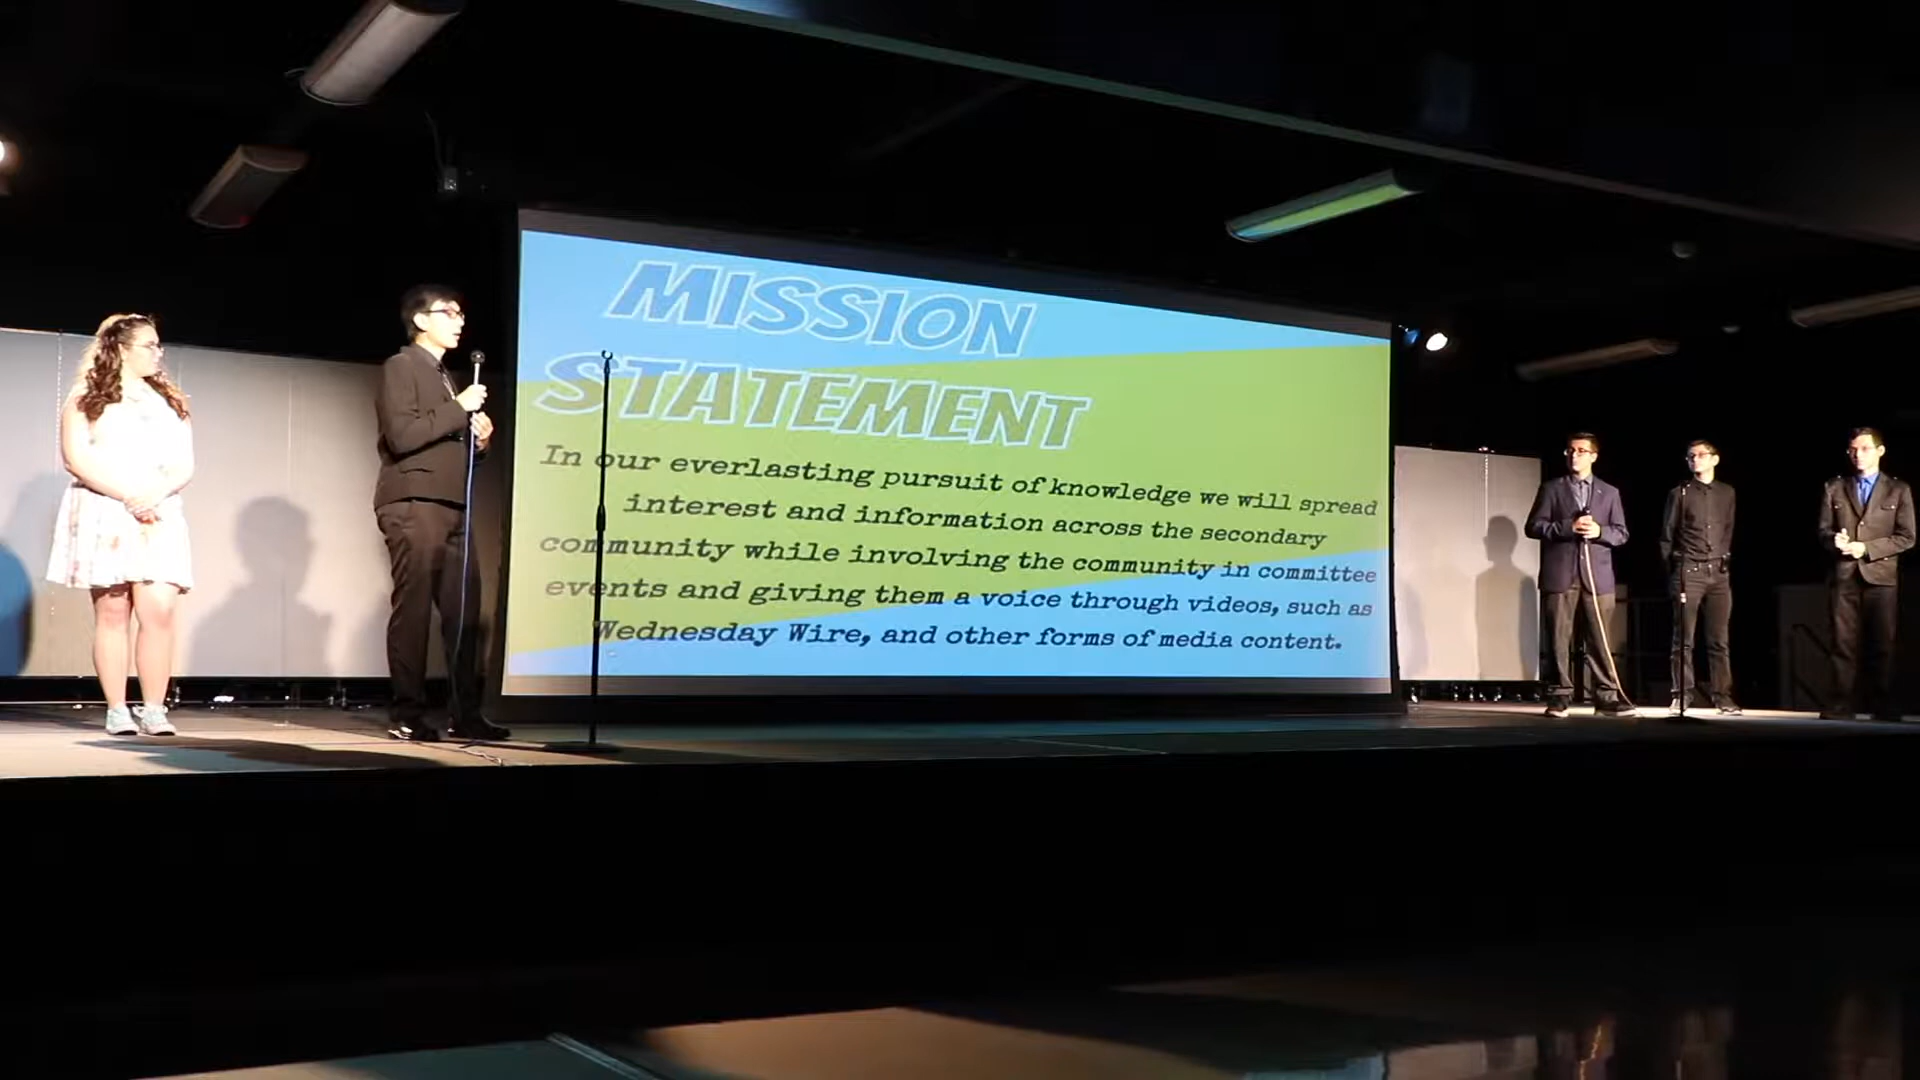 MISSION
STATEMENT
In our everlasting pursuit of knowledge we will spread
interest and information across the secondary
community while involving the community in committee
events and giving them a voice through videos, such as
Wednesday Wire, and other forms of media content.